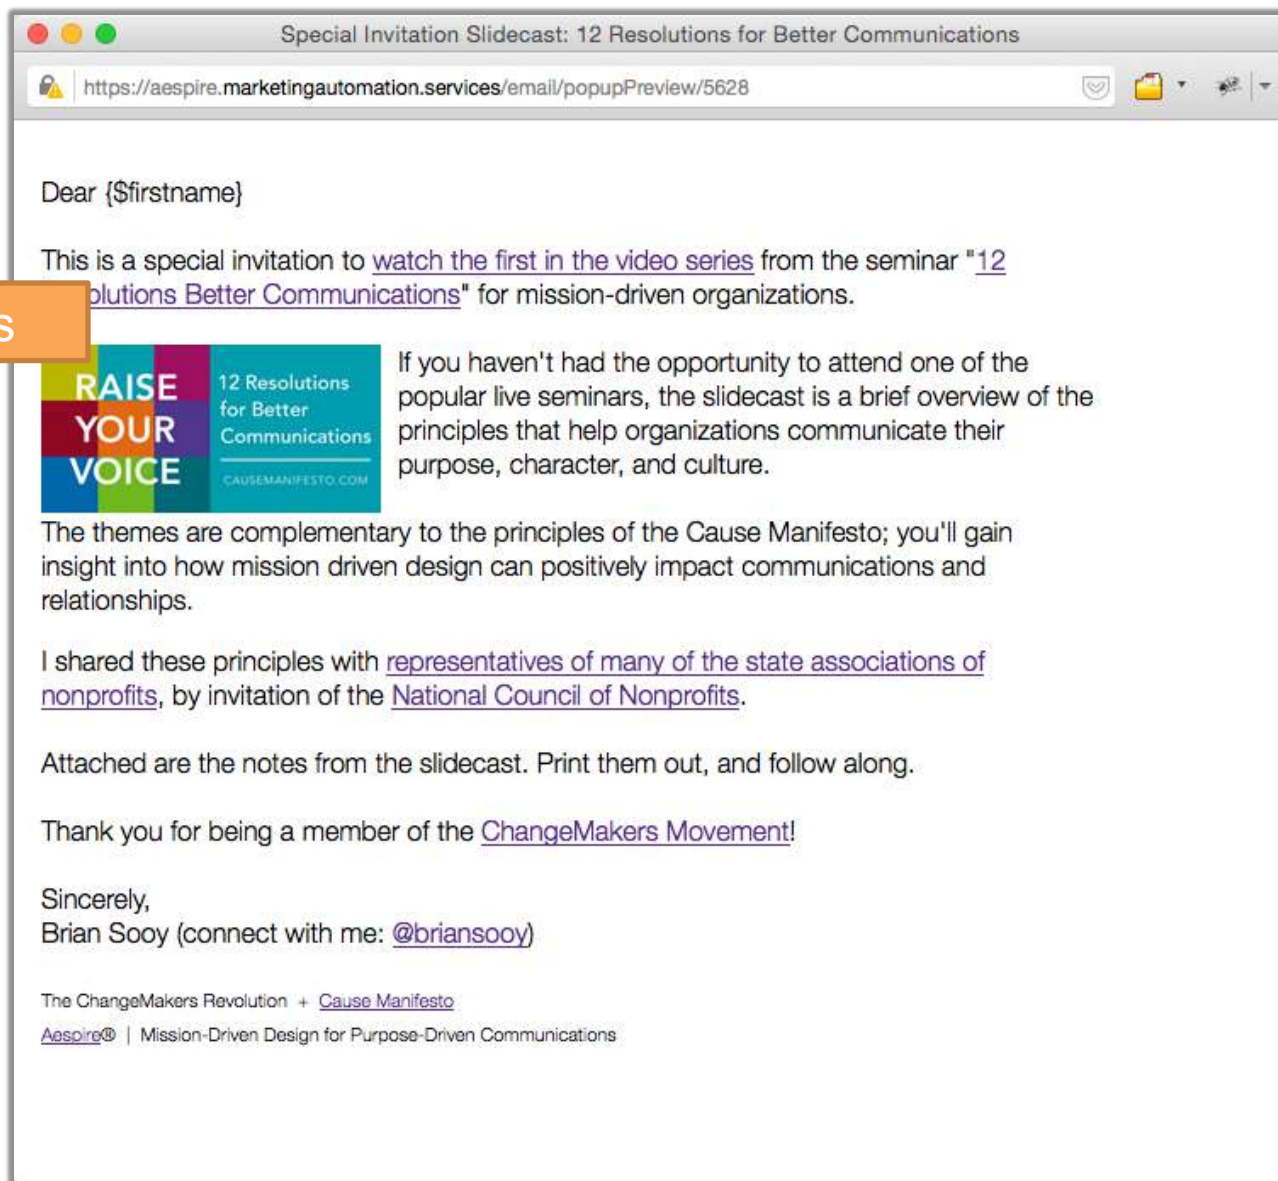 Special Invitation Slidecast: 12 Resolutions for Better Communications
https://aespire.marketingautomation.services/email/popupPreview/5628
Dear {$firstname}
This is a special invitation to watch the first in the video series from the seminar "12
olutions Better Communications" for mission-driven organizations.
s
RAISE
YOUR
VOICE
12 Resolutions
for Better
Communications
CAUSEMANIFESTO.COM
If you haven't had the opportunity to attend one of the
popular live seminars, the slidecast is a brief overview of the
principles that help organizations communicate their
purpose, character, and culture.
The themes are complementary to the principles of the Cause Manifesto; you'll gain
insight into how mission driven design can positively impact communications and
relationships.
I shared these principles with representatives of many of the state associations of
nonprofits, by invitation of the National Council of Nonprofits.
Attached are the notes from the slidecast. Print them out, and follow along.
Thank you for being a member of the ChangeMakers Movement!
Sincerely,
Brian Sooy (connect with me: @briansooy)
The ChangeMakers Revolution + Cause Manifesto
Aespire® | Mission-Driven Design for Purpose-Driven Communications